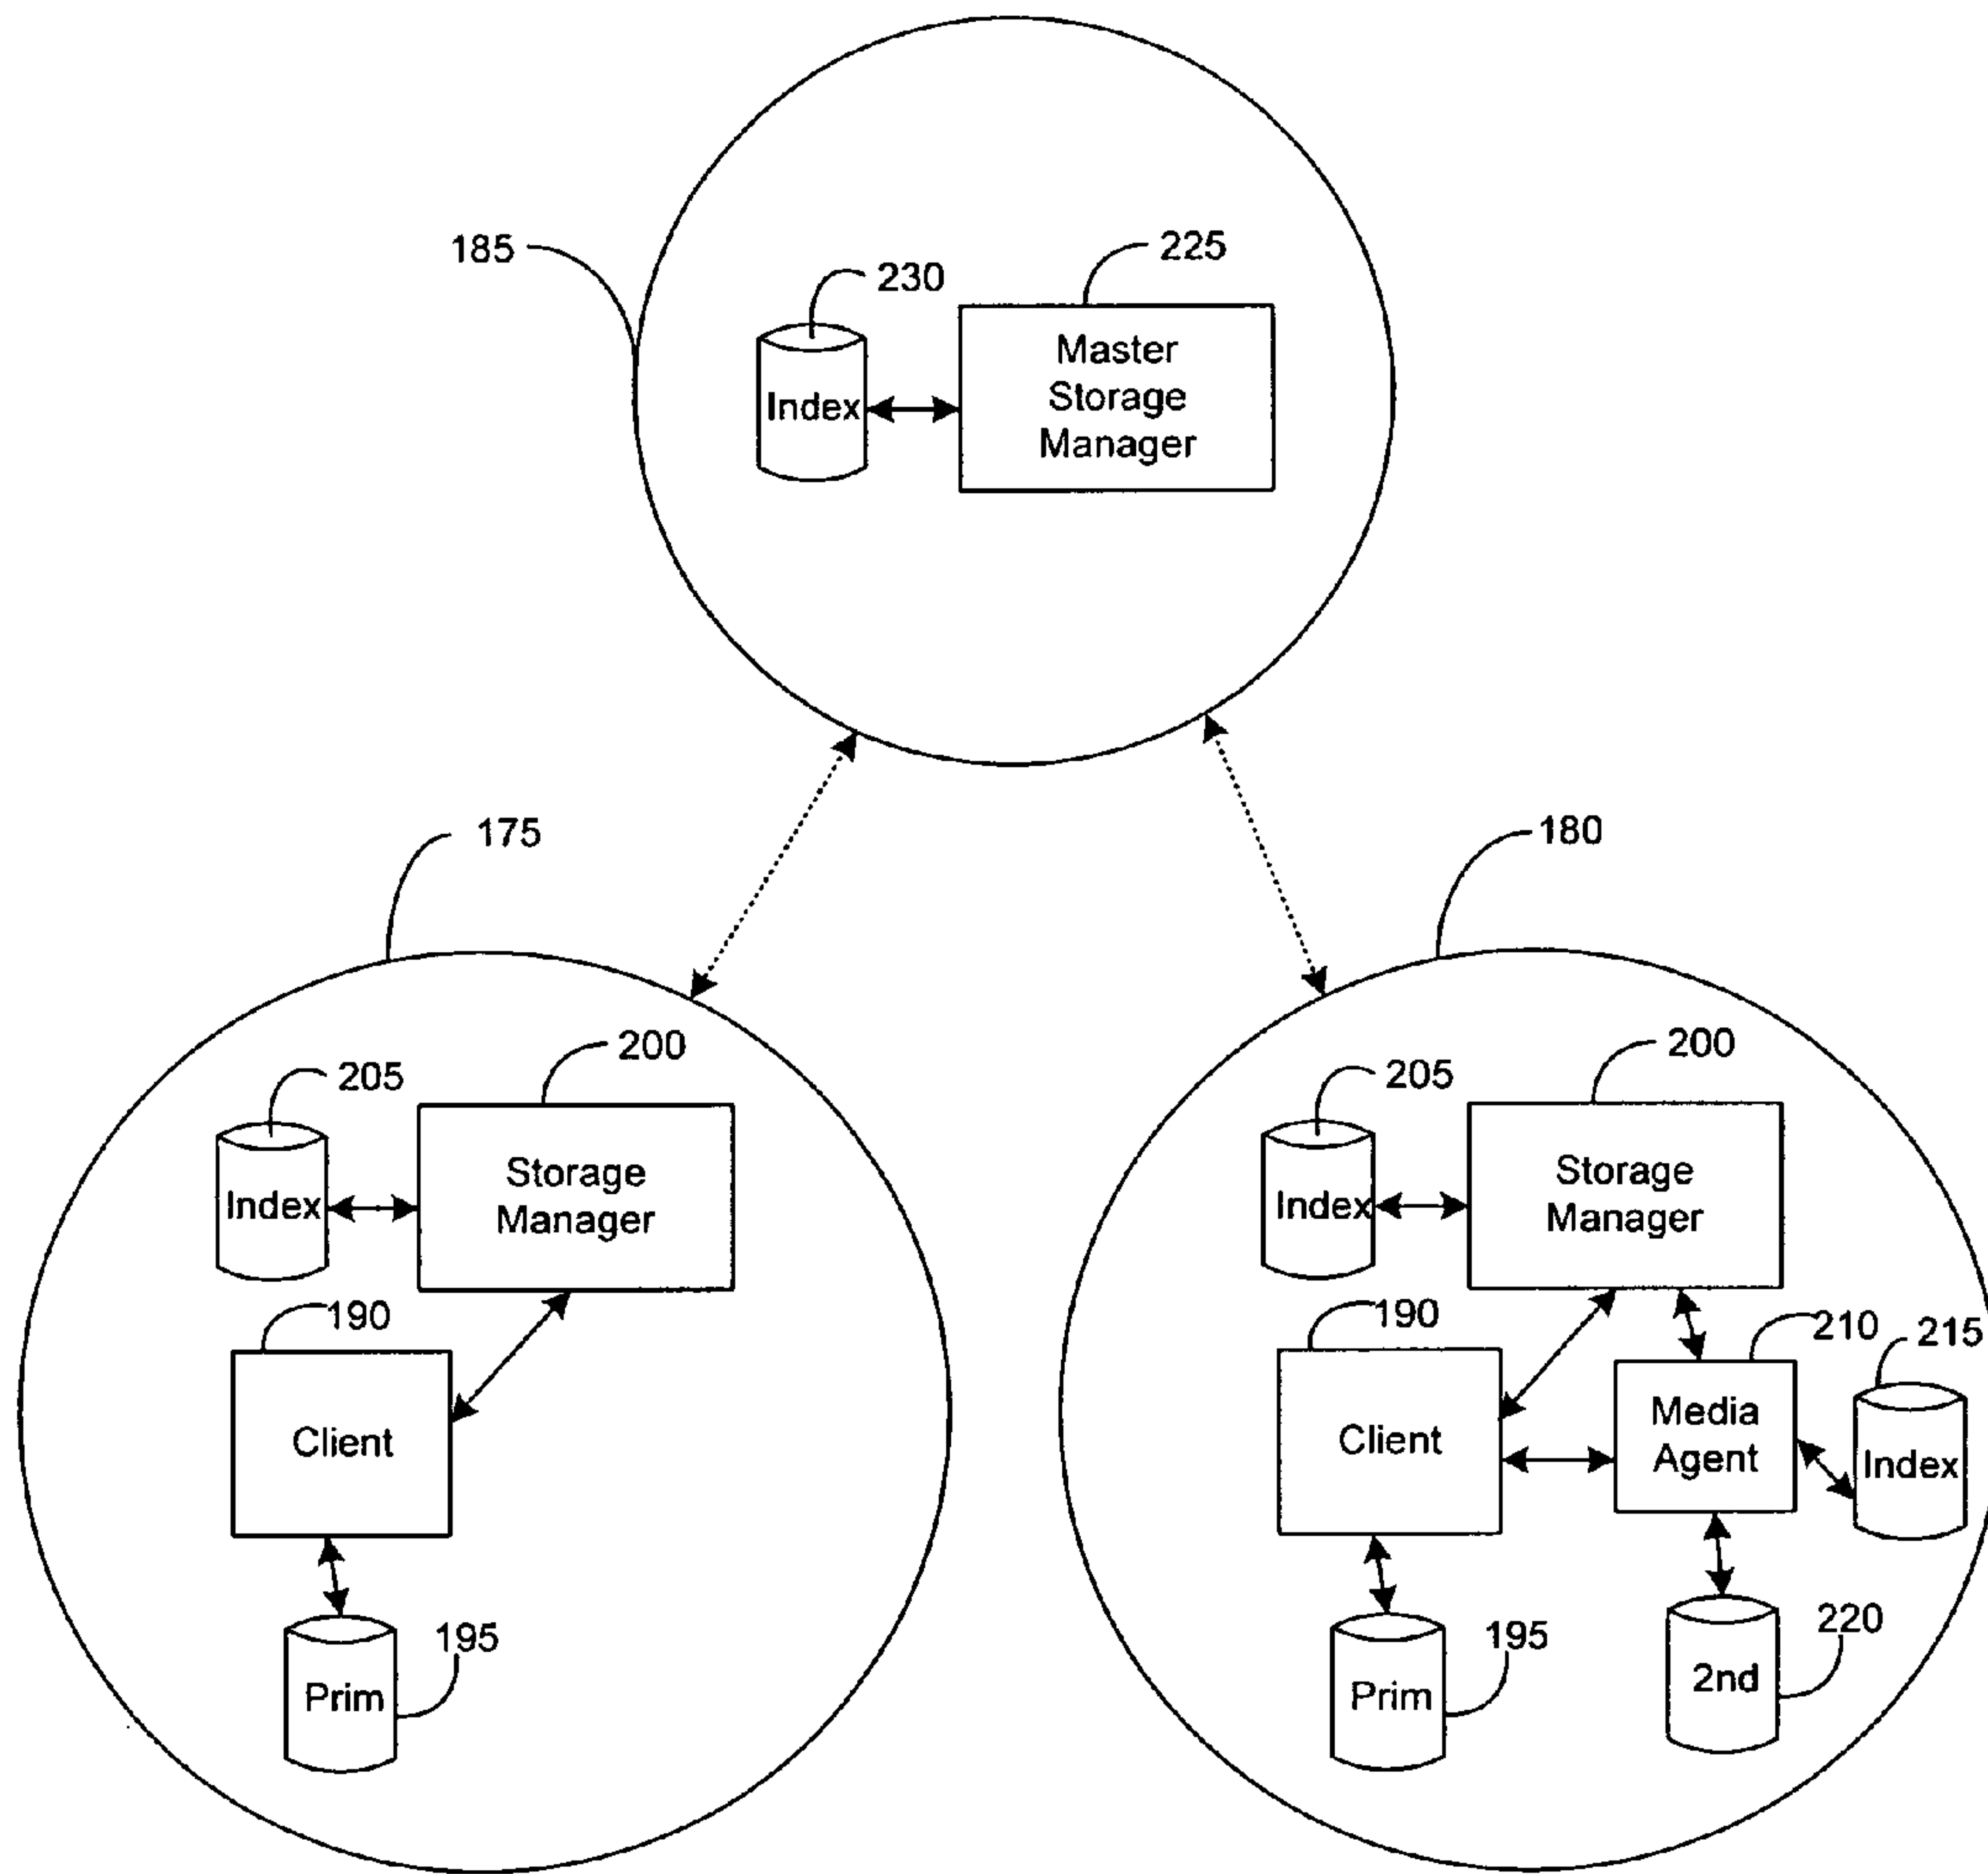 185
230
225
Index
Master
Storage
Manager
175
180
205
200
Index
Storage
Manager
190
Client
195
Prim
205
200
Index
Storage
Manager
190
210
215
Client
Media
Agent
Index
195
220
Prim
2nd